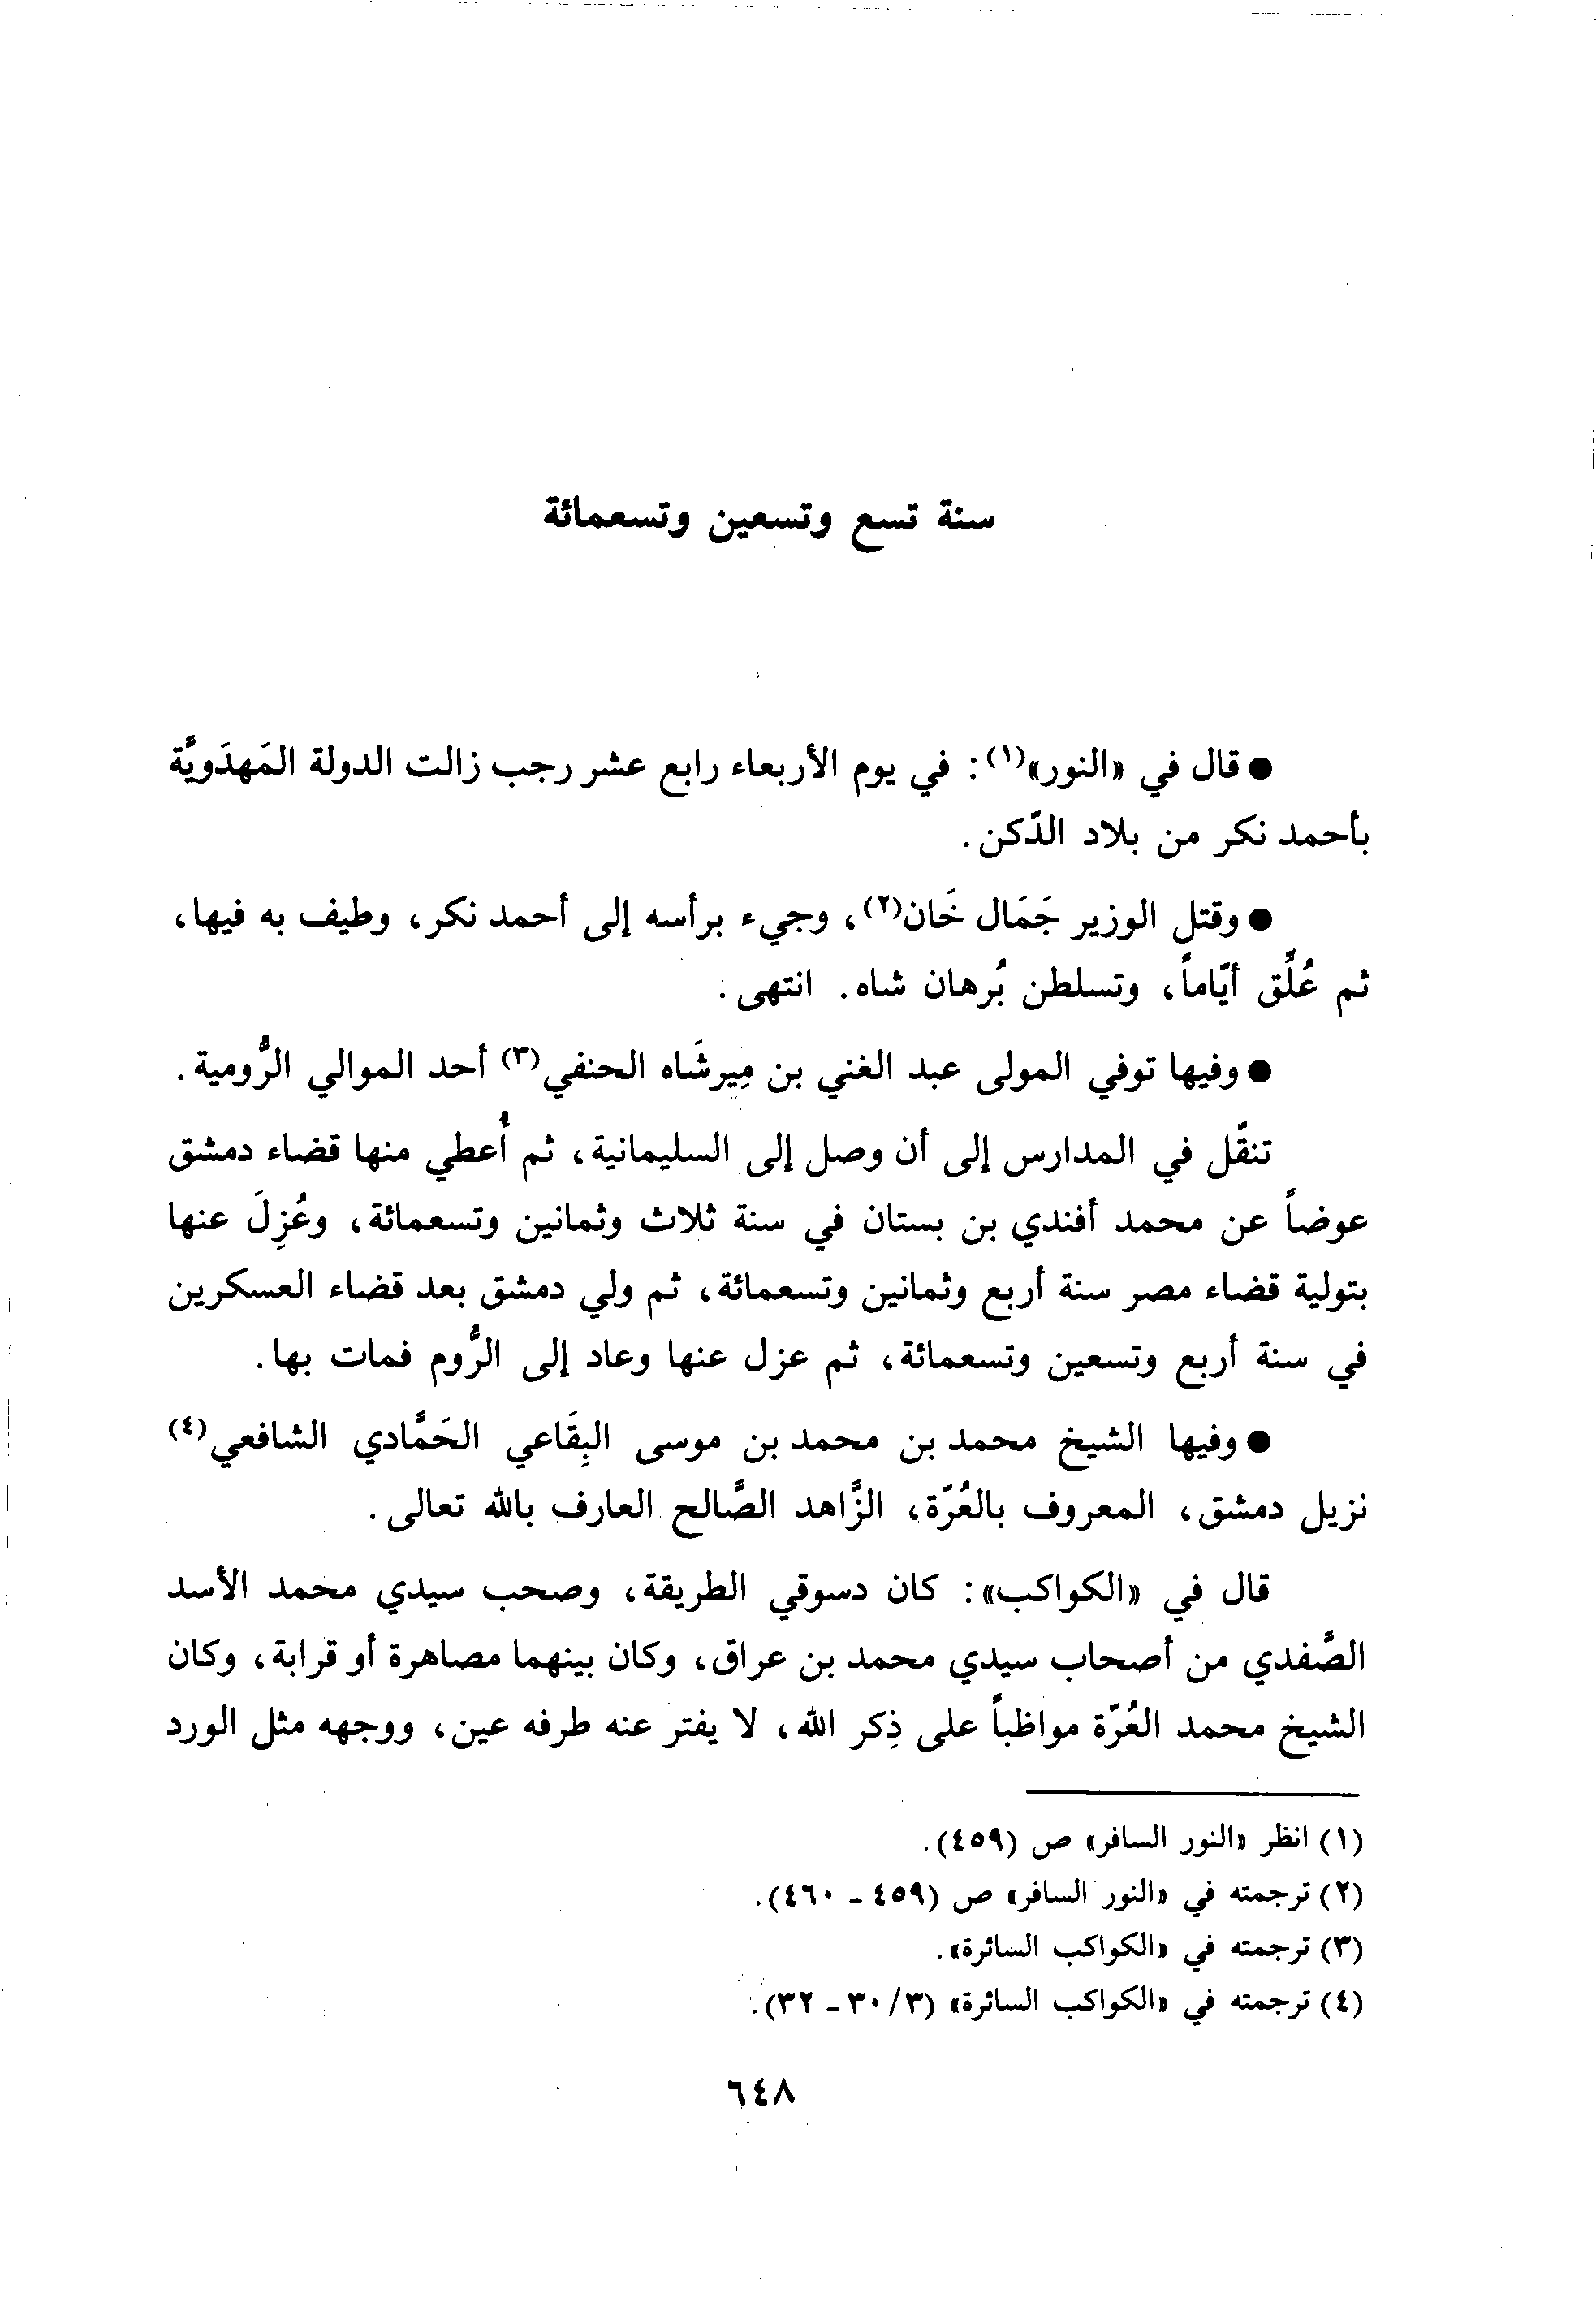 سنة تسع وتسعين وتسعمائة
● قال في «النور»(١): في يوم الأربعاء رابع عشر رجب زالت الدولة المَهدَويَّة
بأحمد نكر من بلاد الدّكن.
● وقتل الوزير جَمَال خَان(٢)، وجيء برأسه إلى أحمد نكر، وطيف به فيها،
ثم عُلِّق أيّاماً، وتسلطن بُرهان شاه. انتهى.
● وفيها توفي المولى عبد الغني بن مِيرشَاه الحنفي(٣) أحد الموالي الرُّومية.
تنقّل في المدارس إلى أن وصل إلى السليمانية، ثم أُعطي منها قضاء دمشق
عوضاً عن محمد أفندي بن بستان في سنة ثلاث وثمانين وتسعمائة، وعُزِلَ عنها
بتولية قضاء مصر سنة أربع وثمانين وتسعمائة، ثم ولي دمشق بعد قضاء العسكرين
في سنة أربع وتسعين وتسعمائة، ثم عزل عنها وعاد إلى الرُّوم فمات بها.
● وفيها الشيخ محمد بن محمد بن موسى البِقَاعي الحَمَّادي الشافعي(٤)
نزيل دمشق، المعروف بالعُرّة، الزَّاهد الصَّالح العارف بالله تعالى.
قال في «الكواكب»: كان دسوقي الطريقة، وصحب سيدي محمد الأسد
الصَّفدي من أصحاب سيدي محمد بن عراق، وكان بينهما مصاهرة أو قرابة، وكان
الشيخ محمد العُرّة مواظباً على ذِكر الله، لا يفتر عنه طرفه عين، ووجهه مثل الورد
(١) انظر «النور السافر» ص (٤٥٩).
(٢) ترجمته في «النور السافر» ص (٤٥٩ - ٤٦٠).
(٣) ترجمته في «الكواكب السائرة».
(٤) ترجمته في «الكواكب السائرة» (٣/ ٣٠ - ٣٢).
٦٤٨